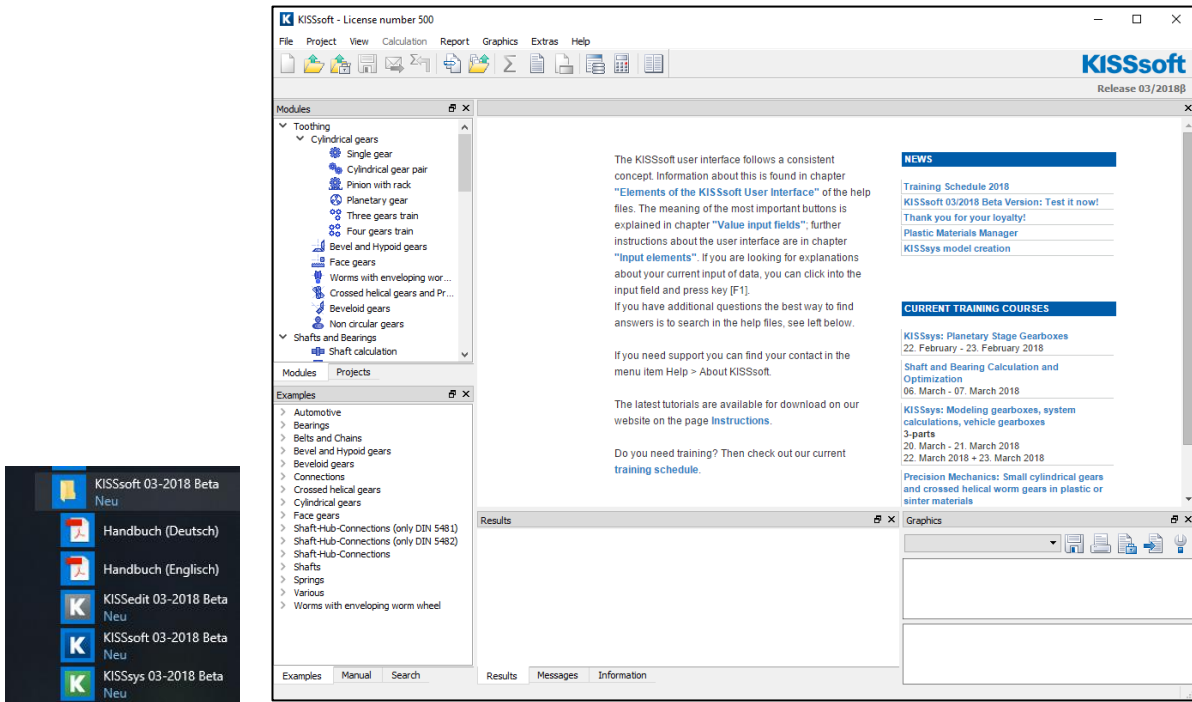 KISSsoft 03-2018 Beta
Neu
Handbuch (Deutsch)
Handbuch (Englisch)
KISSedit 03-2018 Beta
Neu
KISSsoft 03-2018 Beta
Neu
KISSsys 03-2018 Beta
Neu
KISSsoft - License number 500
File Project View Calculation Report Graphics Extras Help
KISSsoft
Release 03/2018β
Modules
Toothing
Cylindrical gears
Single gear
Cylindrical gear pair
Pinion with rack
Planetary gear
Three gears train
Four gears train
Bevel and Hypoid gears
Face gears
Worms with enveloping wor...
Crossed helical gears and Pr...
Beveloid gears
Non circular gears
Shafts and Bearings
Shaft calculation
Modules Projects
Examples
Automotive
Bearings
Belts and Chains
Bevel and Hypoid gears
Beveloid gears
Connections
Crossed helical gears
Cylindrical gears
Face gears
Shaft-Hub-Connections (only DIN 5481)
Shaft-Hub-Connections (only DIN 5482)
Shaft-Hub-Connections
Shafts
Springs
Various
Worms with enveloping worm wheel
Examples Manual Search
The KISSsoft user interface follows a consistent
concept. Information about this is found in chapter
"Elements of the KISSsoft User Interface" of the help
files. The meaning of the most important buttons is
explained in chapter "Value input fields"; further
instructions about the user interface are in chapter
"Input elements". If you are looking for explanations
about your current input of data, you can click into the
input field and press key [F1].
If you have additional questions the best way to find
answers is to search in the help files, see left below.
If you need support you can find your contact in the
menu item Help > About KISSsoft.
The latest tutorials are available for download on our
website on the page Instructions.
Do you need training? Then check out our current
training schedule.
NEWS
Training Schedule 2018
KISSsoft 03/2018 Beta Version: Test it now!
Thank you for your loyalty!
Plastic Materials Manager
KISSsys model creation
CURRENT TRAINING COURSES
KISSsys: Planetary Stage Gearboxes
22. February - 23. February 2018
Shaft and Bearing Calculation and
Optimization
06. March - 07. March 2018
KISSsys: Modeling gearboxes, system
calculations, vehicle gearboxes
3-parts
20. March - 21. March 2018
22. March 2018 + 23. March 2018
Precision Mechanics: Small cylindrical gears
and crossed helical worm gears in plastic or
sinter materials
Results
Results Messages Information
Graphics